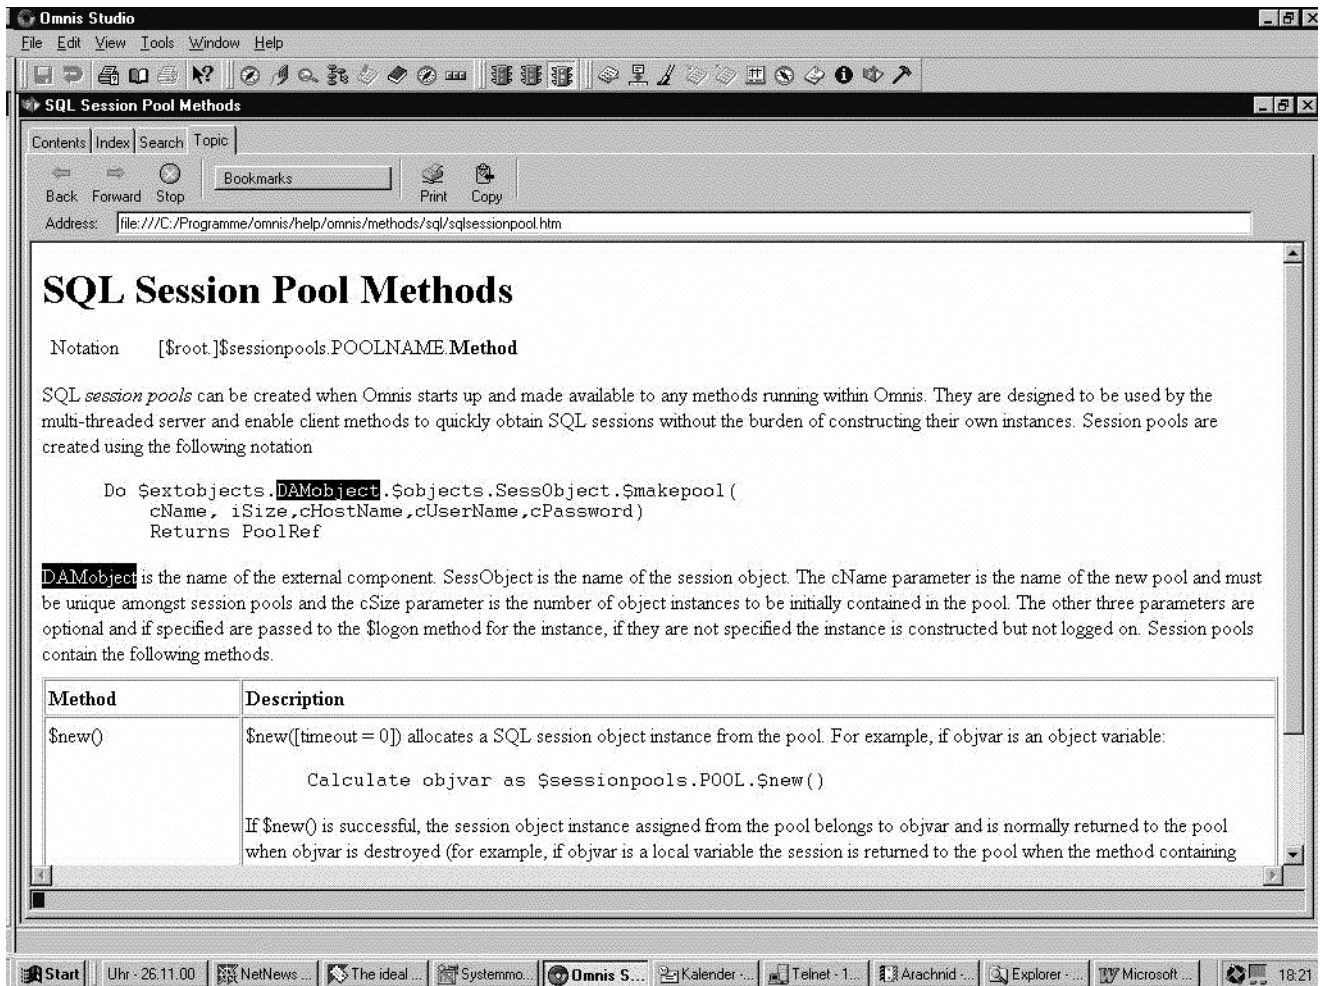 Omnis Studio
File Edit View Tools Window Help
SQL Session Pool Methods
Contents Index Search Topic
Bookmarks
Back Forward Stop Print Copy
Address: file:///C:/Programme/omnis/help/omnis/methods/sql/sqlsessionpool.htm
SQL Session Pool Methods
Notation [$root.]$sessionpools.POOLNAME.Method
SQL session pools can be created when Omnis starts up and made available to any methods running within Omnis. They are designed to be used by the
multi-threaded server and enable client methods to quickly obtain SQL sessions without the burden of constructing their own instances. Session pools are
created using the following notation
Do $extobjects.DAMobject.$objects.SessObject.$makepool(
cName, iSize,cHostName,cUserName,cPassword)
Returns PoolRef
DAMobject is the name of the external component. SessObject is the name of the session object. The cName parameter is the name of the new pool and must
be unique amongst session pools and the cSize parameter is the number of object instances to be initially contained in the pool. The other three parameters are
optional and if specified are passed to the $logon method for the instance, if they are not specified the instance is constructed but not logged on. Session pools
contain the following methods.
Method Description
$new() $new([timeout = 0]) allocates a SQL session object instance from the pool. For example, if objvar is an object variable:
Calculate objvar as $sessionpools.POOL.$new()
If $new() is successful, the session object instance assigned from the pool belongs to objvar and is normally returned to the pool
when objvar is destroyed (for example, if objvar is a local variable the session is returned to the pool when the method containing
Start Uhr - 26.11.00 NetNews ... The ideal ... Systemmo... Omnis S... Kalender -... Telnet - 1... Arachnid -... Explorer - ... Microsoft ... 18:21